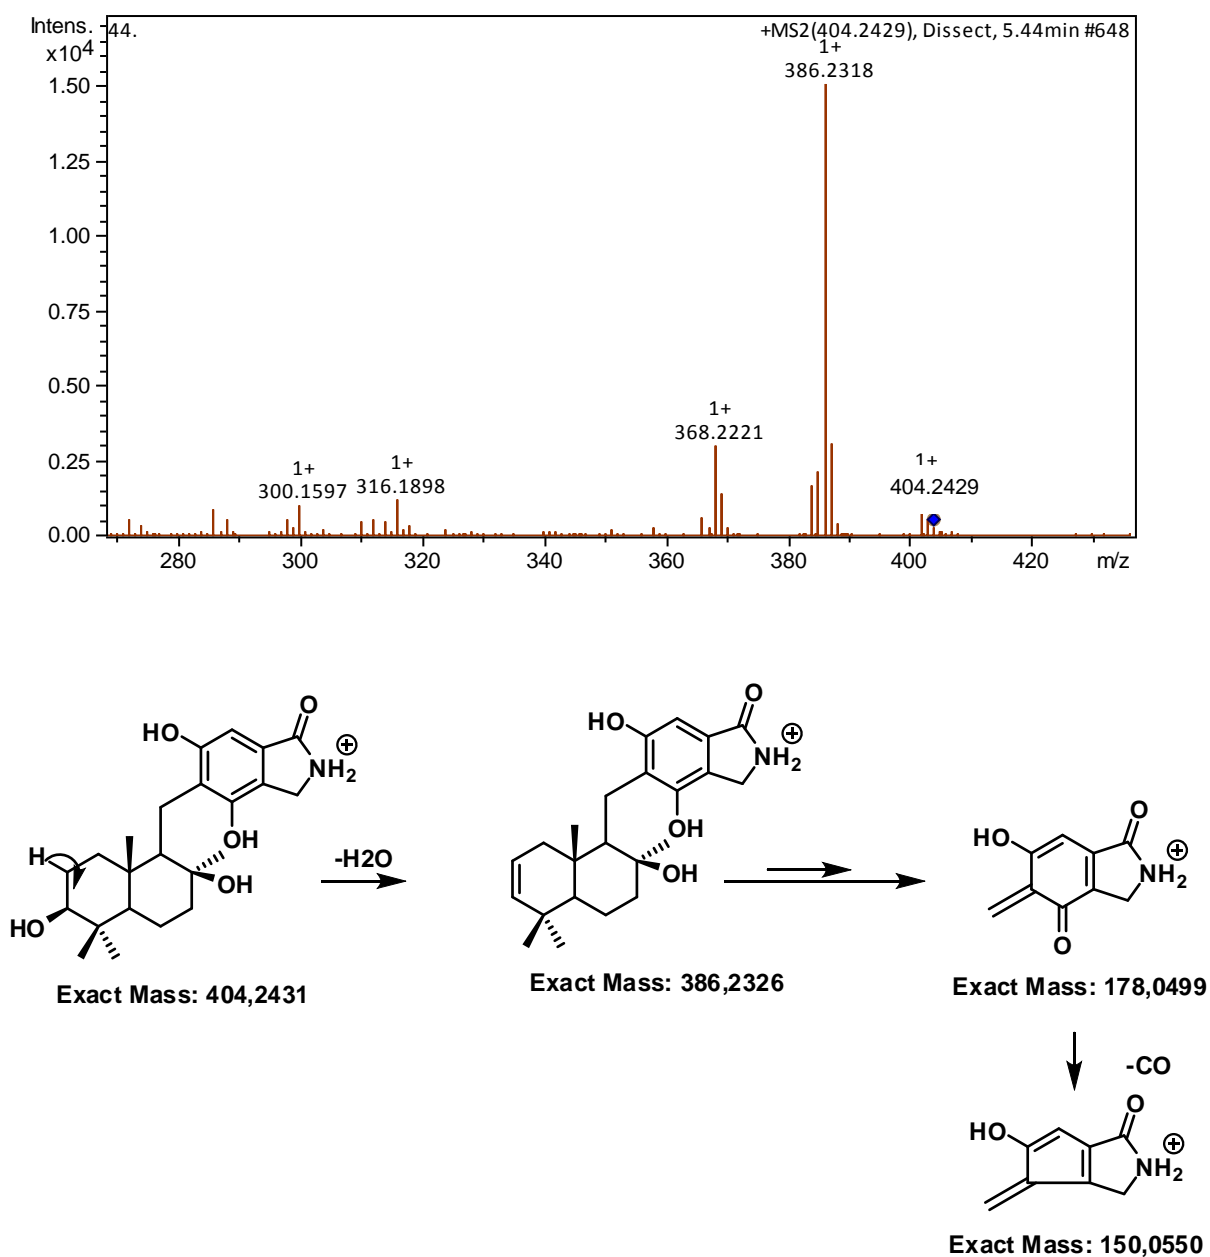 Intens.
x104
44.
+MS2(404.2429), Dissect, 5.44min #648
1+
386.2318
1.50
1.25
1.00
0.75
0.50
0.25
0.00
1+
368.2221
1+
300.1597
1+
316.1898
1+
404.2429
280
300
320
340
360
380
400
420
m/z
O
HO
NH2
+
OH
OH
H
HO
Exact Mass: 404,2431
-H2O
O
HO
NH2
+
OH
OH
Exact Mass: 386,2326
O
HO
NH2
+
O
Exact Mass: 178,0499
-CO
O
HO
NH2
+
Exact Mass: 150,0550